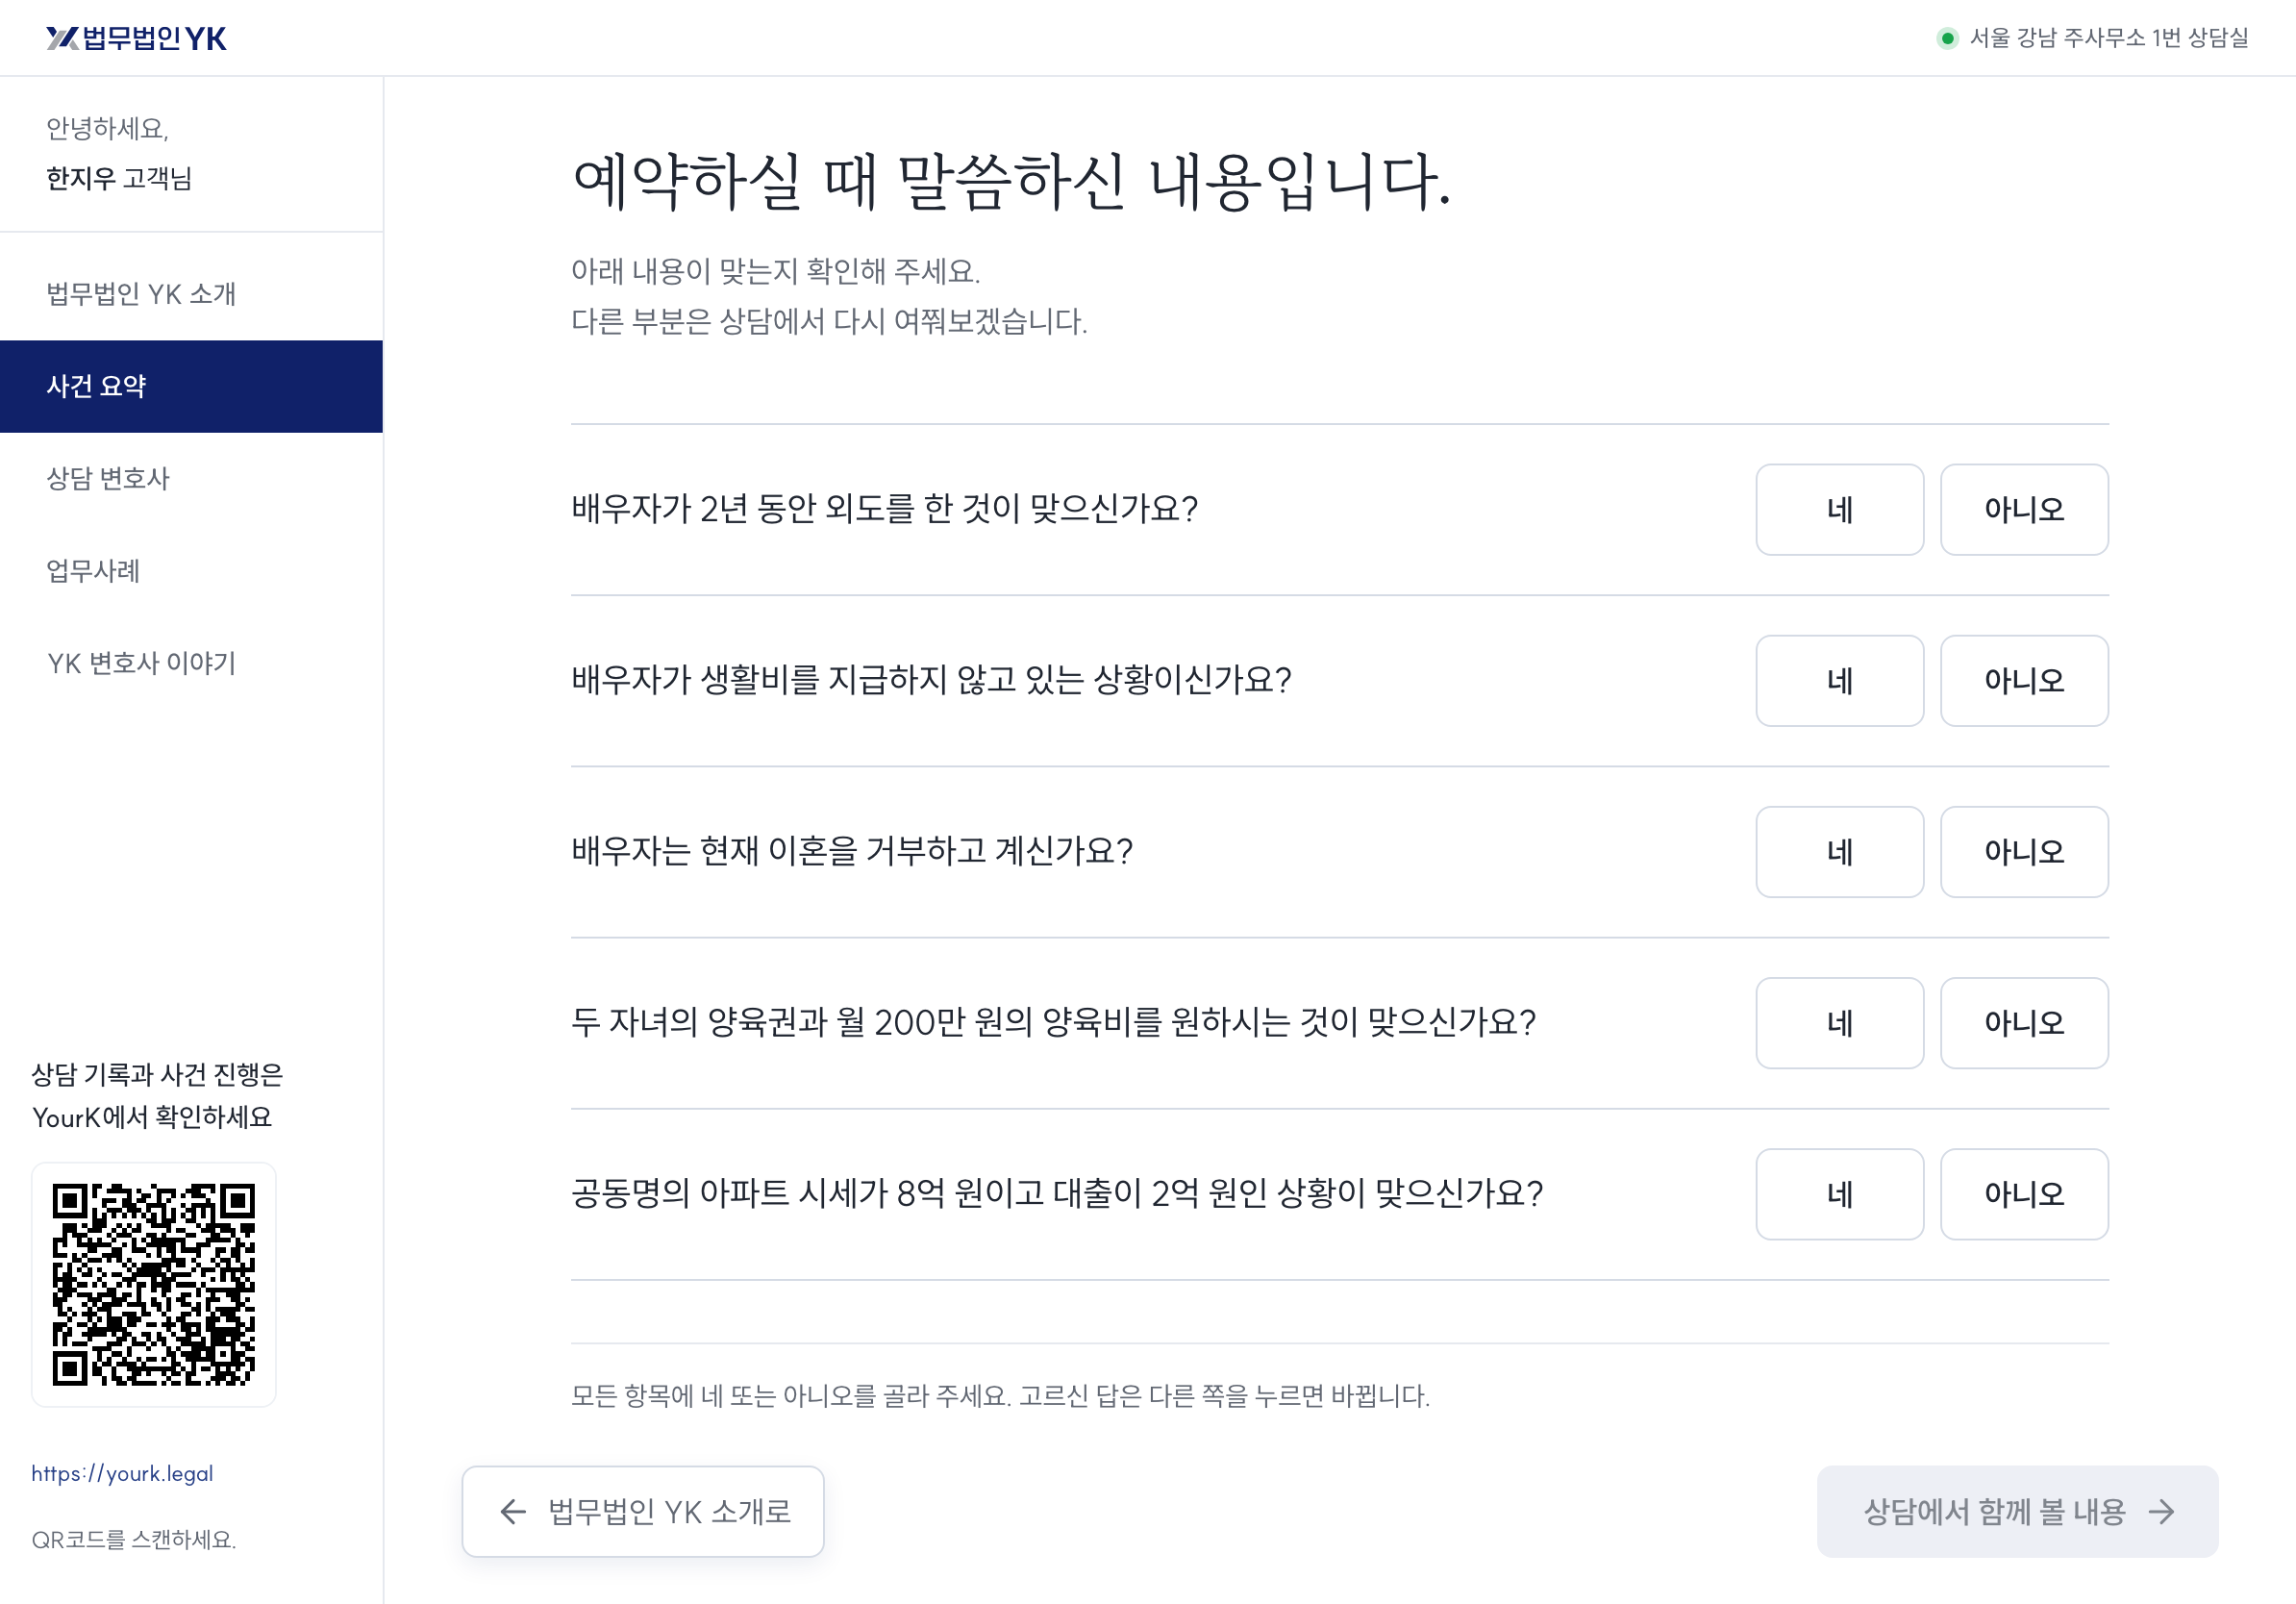 법무법인 YK
서울 강남 주사무소 1번 상담실
안녕하세요,
한지우 고객님
법무법인 YK 소개
사건 요약
상담 변호사
업무사례
YK 변호사 이야기
상담 기록과 사건 진행은
YourK에서 확인하세요
https://yourk.legal
QR코드를 스캔하세요.
예약하실 때 말씀하신 내용입니다.
아래 내용이 맞는지 확인해 주세요.
다른 부분은 상담에서 다시 여쭤보겠습니다.
배우자가 2년 동안 외도를 한 것이 맞으신가요? 네 아니오
배우자가 생활비를 지급하지 않고 있는 상황이신가요? 네 아니오
배우자는 현재 이혼을 거부하고 계신가요? 네 아니오
두 자녀의 양육권과 월 200만 원의 양육비를 원하시는 것이 맞으신가요? 네 아니오
공동명의 아파트 시세가 8억 원이고 대출이 2억 원인 상황이 맞으신가요? 네 아니오
모든 항목에 네 또는 아니오를 골라 주세요. 고르신 답은 다른 쪽을 누르면 바뀝니다.
← 법무법인 YK 소개로
상담에서 함께 볼 내용 →